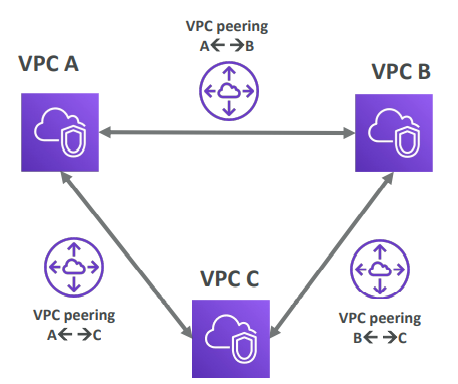 VPC peering
A← →B
VPC A
VPC B
VPC C
VPC peering
A← →C
VPC peering
B← →C